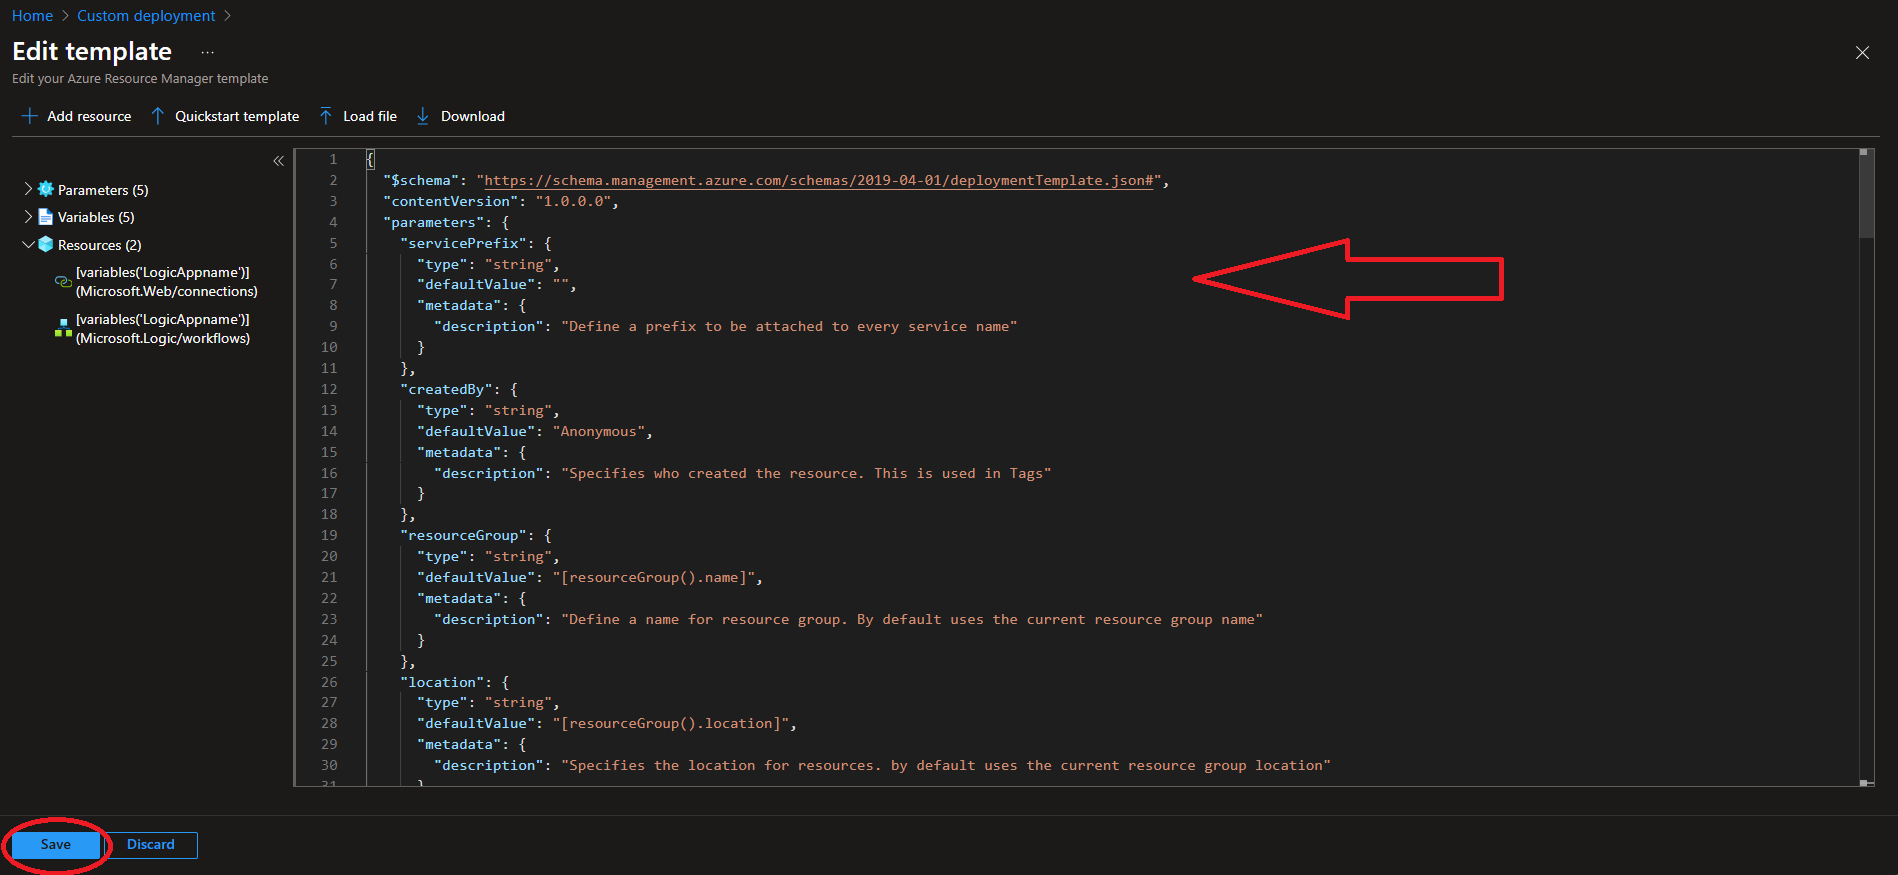 Home > Custom deployment >
Edit template ...
Edit your Azure Resource Manager template
Add resource Quickstart template Load file Download
«
Parameters (5)
Variables (5)
Resources (2)
[variables('LogicAppname')]
(Microsoft.Web/connections)
[variables('LogicAppname')]
(Microsoft.Logic/workflows)
1 {
2 "$schema": "https://schema.management.azure.com/schemas/2019-04-01/deploymentTemplate.json#",
3 "contentVersion": "1.0.0.0",
4 "parameters": {
5 "servicePrefix": {
6 "type": "string",
7 "defaultValue": "",
8 "metadata": {
9 "description": "Define a prefix to be attached to every service name"
10 }
11 },
12 "createdBy": {
13 "type": "string",
14 "defaultValue": "Anonymous",
15 "metadata": {
16 "description": "Specifies who created the resource. This is used in Tags"
17 }
18 },
19 "resourceGroup": {
20 "type": "string",
21 "defaultValue": "[resourceGroup().name]",
22 "metadata": {
23 "description": "Define a name for resource group. By default uses the current resource group name"
24 }
25 },
26 "location": {
27 "type": "string",
28 "defaultValue": "[resourceGroup().location]",
29 "metadata": {
30 "description": "Specifies the location for resources. by default uses the current resource group location"
31 }
Save Discard